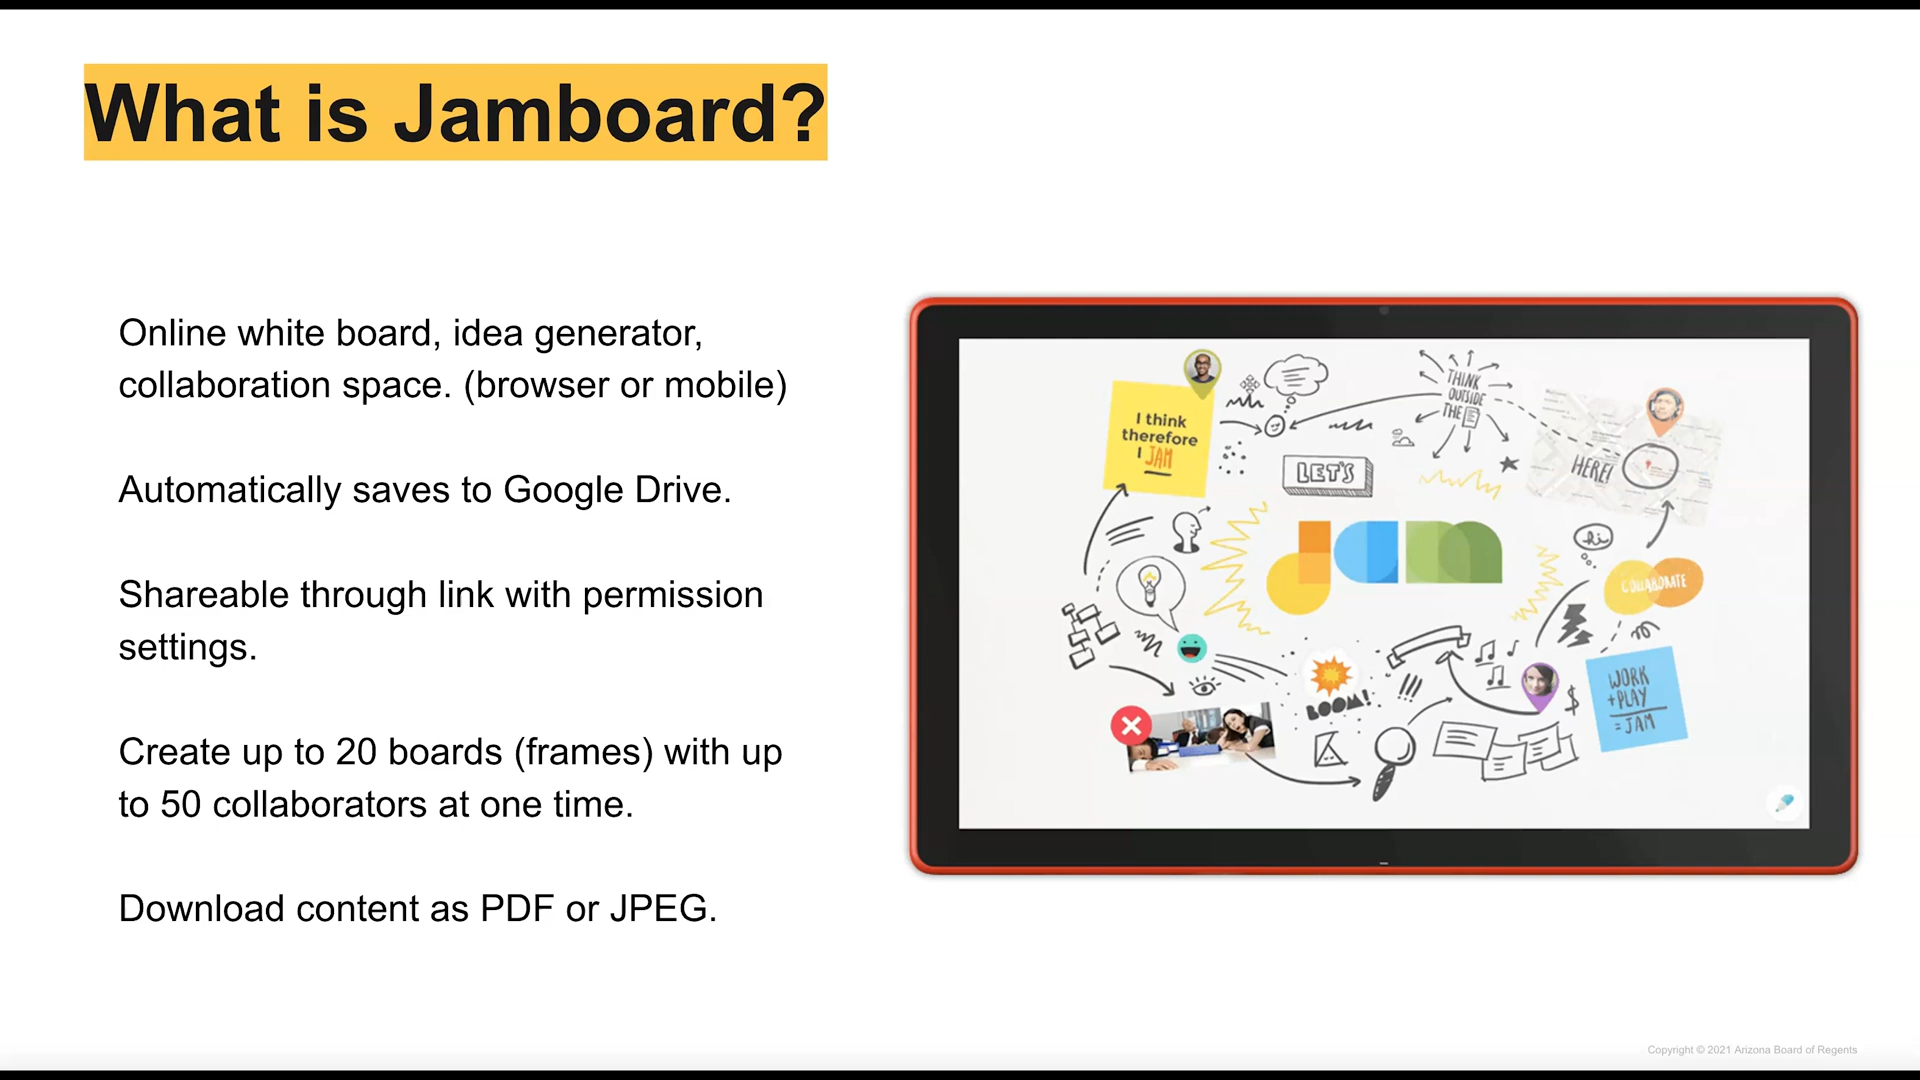 What is Jamboard?
Online white board, idea generator,
collaboration space. (browser or mobile)
Automatically saves to Google Drive.
Shareable through link with permission
settings.
Create up to 20 boards (frames) with up
to 50 collaborators at one time.
Download content as PDF or JPEG.
I think
therefore
I JAM
THINK
OUTSIDE
THE
HERE!
LET'S
jam
hi
COLLABORATE
BOOM!
WORK
+PLAY
=JAM
$
Copyright © 2021 Arizona Board of Regents